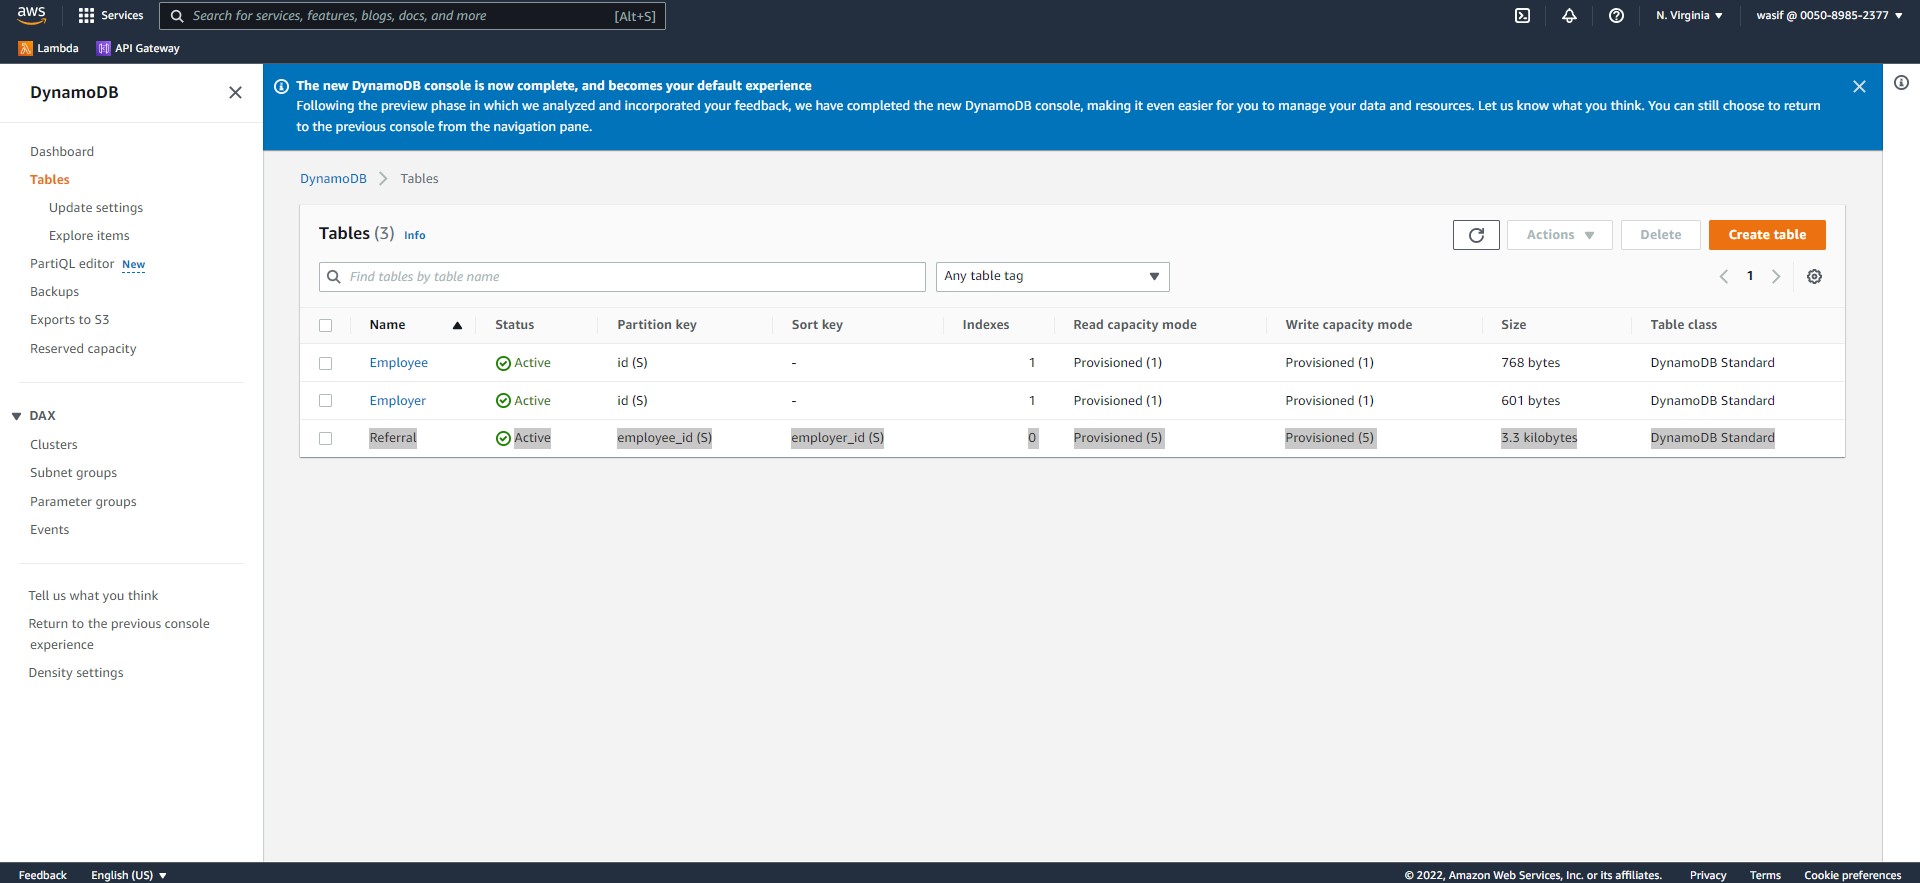 aws
Services
Search for services, features, blogs, docs, and more [Alt+S]
N. Virginia ▼
wasif @ 0050-8985-2377 ▼
Lambda
API Gateway
DynamoDB
Dashboard
Tables
Update settings
Explore items
PartiQL editor New
Backups
Exports to S3
Reserved capacity
▼ DAX
Clusters
Subnet groups
Parameter groups
Events
Tell us what you think
Return to the previous console
experience
Density settings
The new DynamoDB console is now complete, and becomes your default experience
Following the preview phase in which we analyzed and incorporated your feedback, we have completed the new DynamoDB console, making it even easier for you to manage your data and resources. Let us know what you think. You can still choose to return
to the previous console from the navigation pane.
DynamoDB > Tables
Tables (3) Info
Actions ▼ Delete Create table
Find tables by table name
Any table tag
1
Name Status Partition key Sort key Indexes Read capacity mode Write capacity mode Size Table class
Employee Active id (S) - 1 Provisioned (1) Provisioned (1) 768 bytes DynamoDB Standard
Employer Active id (S) - 1 Provisioned (1) Provisioned (1) 601 bytes DynamoDB Standard
Referral Active employee_id (S) employer_id (S) 0 Provisioned (5) Provisioned (5) 3.3 kilobytes DynamoDB Standard
Feedback English (US) ▼ © 2022, Amazon Web Services, Inc. or its affiliates. Privacy Terms Cookie preferences